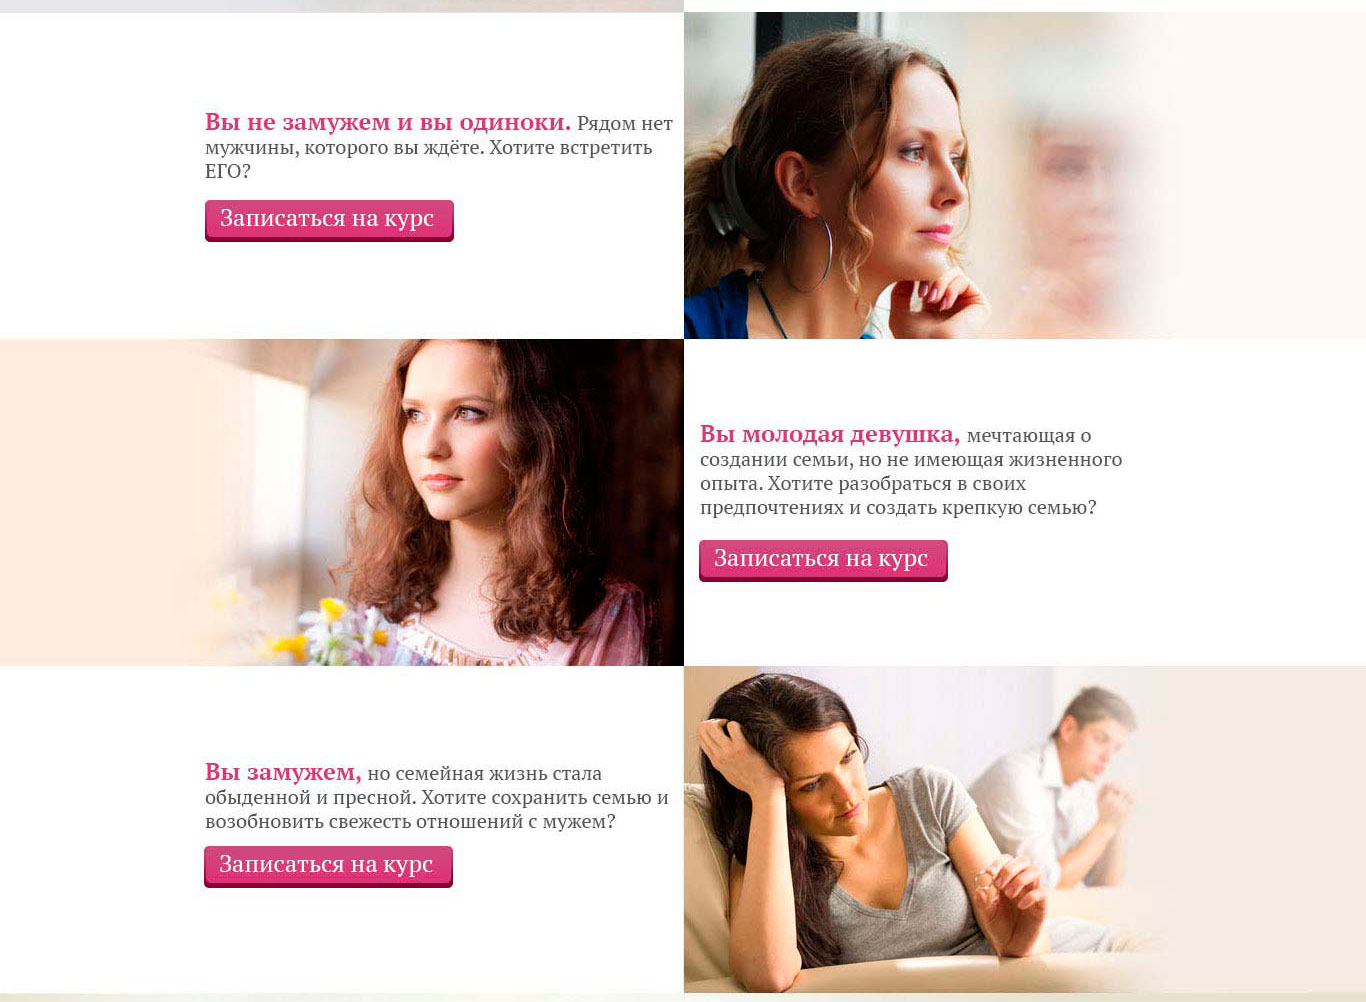 Вы не замужем и вы одиноки. Рядом нет
мужчины, которого вы ждёте. Хотите встретить
ЕГО?
Записаться на курс
Вы молодая девушка, мечтающая о
создании семьи, но не имеющая жизненного
опыта. Хотите разобраться в своих
предпочтениях и создать крепкую семью?
Записаться на курс
Вы замужем, но семейная жизнь стала
обыденной и пресной. Хотите сохранить семью и
возобновить свежесть отношений с мужем?
Записаться на курс